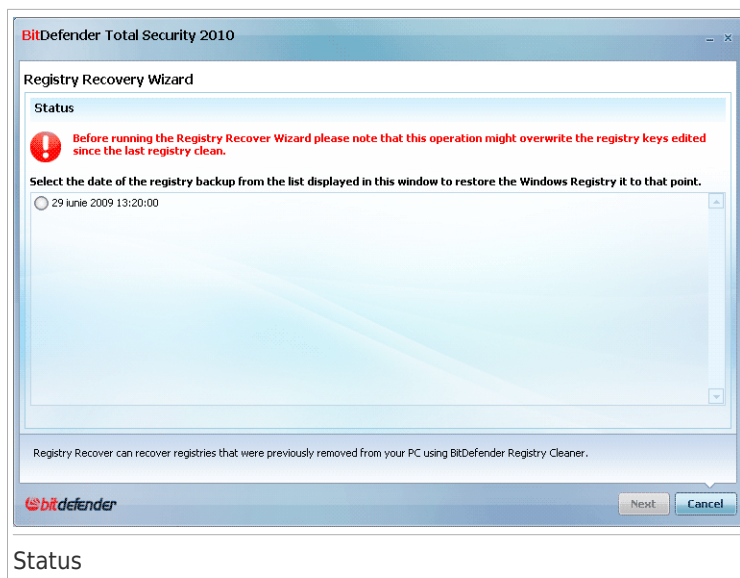 BitDefender Total Security 2010
Registry Recovery Wizard
Status
Before running the Registry Recover Wizard please note that this operation might overwrite the registry keys edited
since the last registry clean.
Select the date of the registry backup from the list displayed in this window to restore the Windows Registry it to that point.
29 iunie 2009 13:20:00
Registry Recover can recover registries that were previously removed from your PC using BitDefender Registry Cleaner.
bitdefender
Next
Cancel
Status